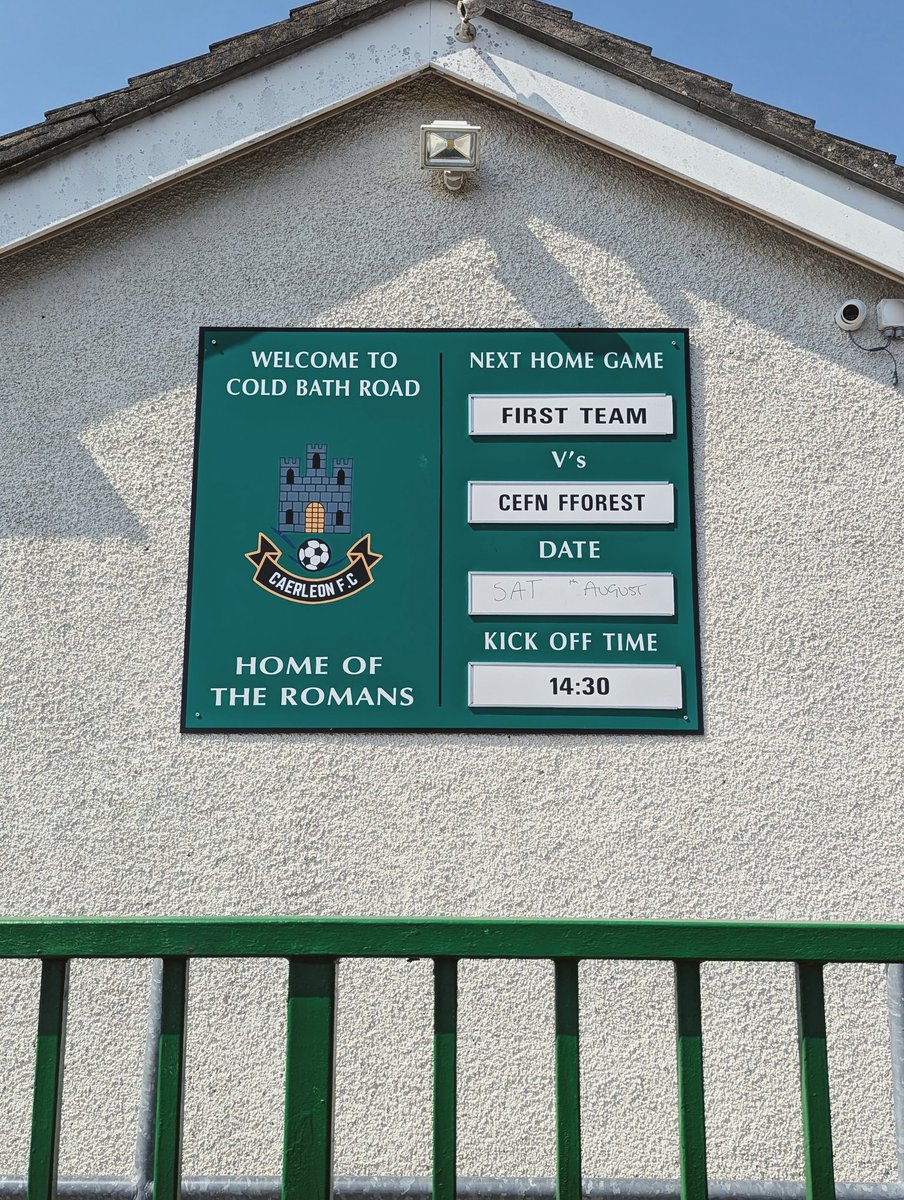 WELCOME TO
COLD BATH ROAD
CAERLEON F.C
HOME OF
THE ROMANS
NEXT HOME GAME
FIRST TEAM
V's
CEFN FFOREST
DATE
SAT th AUGUST
KICK OFF TIME
14:30